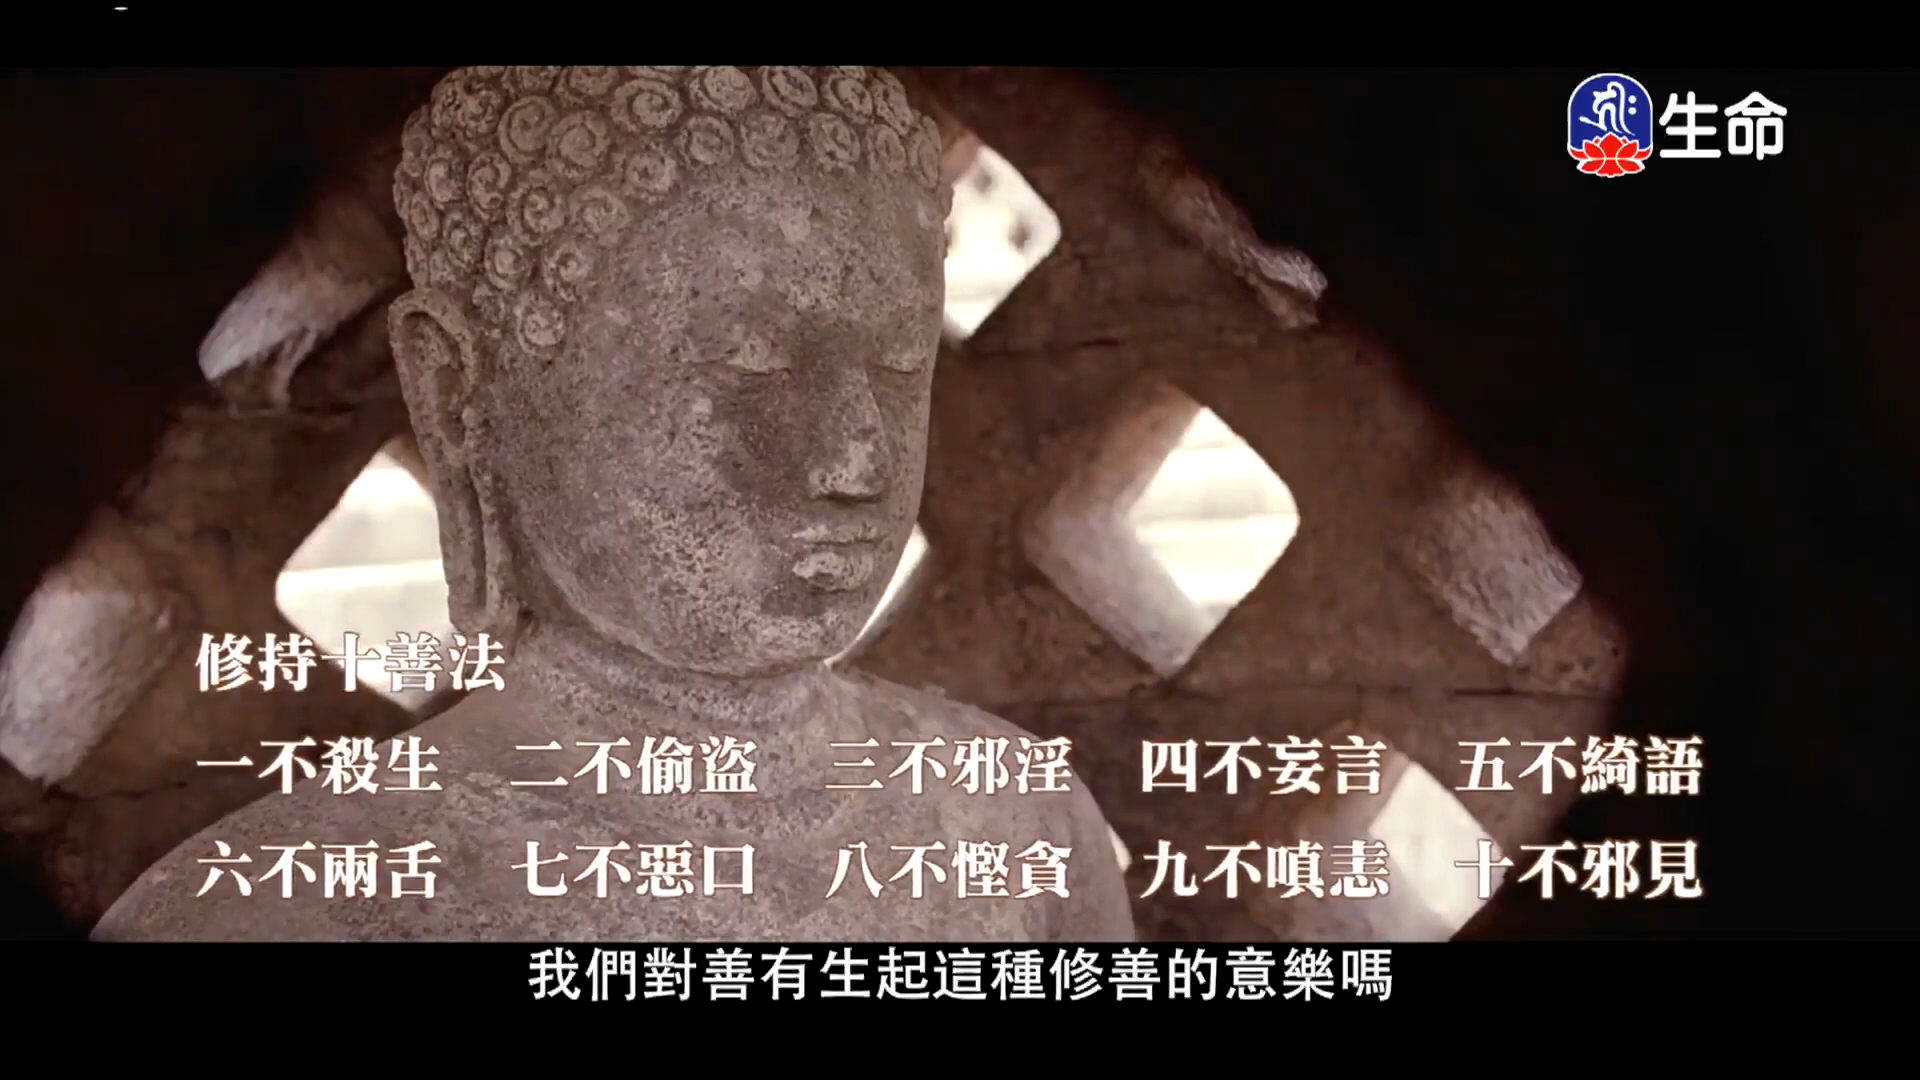 生命
修持十善法
一不殺生 二不偷盜 三不邪淫 四不妄言 五不綺語
六不兩舌 七不惡口 八不慳貪 九不嗔恚 十不邪見
我們對善有生起這種修善的意樂嗎